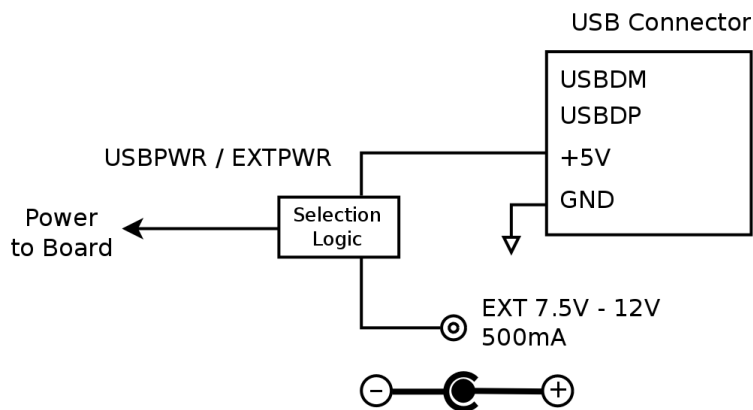 USB Connector
USBDM
USBDP
+5V
GND
USBPWR / EXTPWR
Selection
Logic
Power
to Board
EXT 7.5V - 12V
500mA
− +